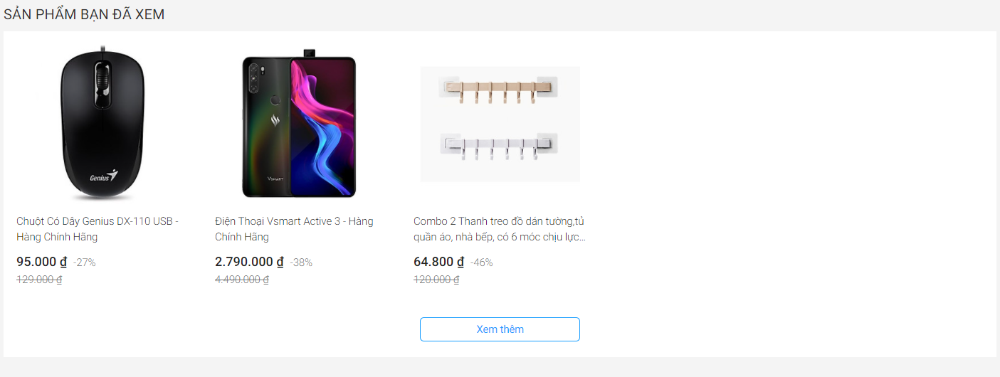 SẢN PHẨM BẠN ĐÃ XEM
Genius
VSMART
Chuột Có Dây Genius DX-110 USB -
Hàng Chính Hãng
95.000 ₫ -27%
129.000 ₫
Điện Thoại Vsmart Active 3 - Hàng
Chính Hãng
2.790.000 ₫ -38%
4.490.000 ₫
Combo 2 Thanh treo đồ dán tường,tủ
quần áo, nhà bếp, có 6 móc chịu lực...
64.800 ₫ -46%
120.000 ₫
Xem thêm